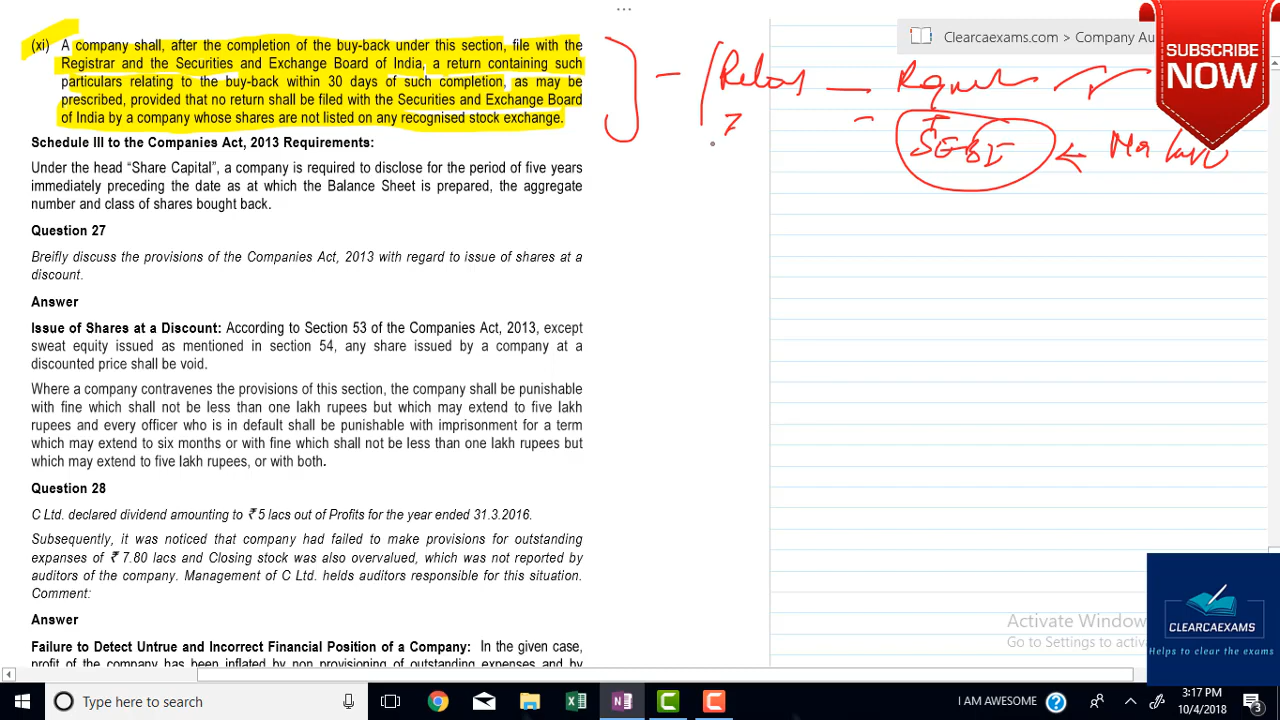 (xi) A company shall, after the completion of the buy-back under this section, file with the
Registrar and the Securities and Exchange Board of India, a return containing such
particulars relating to the buy-back within 30 days of such completion, as may be
prescribed, provided that no return shall be filed with the Securities and Exchange Board
of India by a company whose shares are not listed on any recognised stock exchange.
Schedule III to the Companies Act, 2013 Requirements:
Under the head “Share Capital”, a company is required to disclose for the period of five years
immediately preceding the date as at which the Balance Sheet is prepared, the aggregate
number and class of shares bought back.
Question 27
Breifly discuss the provisions of the Companies Act, 2013 with regard to issue of shares at a
discount.
Answer
Issue of Shares at a Discount: According to Section 53 of the Companies Act, 2013, except
sweat equity issued as mentioned in section 54, any share issued by a company at a
discounted price shall be void.
Where a company contravenes the provisions of this section, the company shall be punishable
with fine which shall not be less than one lakh rupees but which may extend to five lakh
rupees and every officer who is in default shall be punishable with imprisonment for a term
which may extend to six months or with fine which shall not be less than one lakh rupees but
which may extend to five lakh rupees, or with both.
Question 28
C Ltd. declared dividend amounting to ₹ 5 lacs out of Profits for the year ended 31.3.2016.
Subsequently, it was noticed that company had failed to make provisions for outstanding
expanses of ₹ 7.80 lacs and Closing stock was also overvalued, which was not reported by
auditors of the company. Management of C Ltd. helds auditors responsible for this situation.
Comment:
Answer
Failure to Detect Untrue and Incorrect Financial Position of a Company: In the given case,
profit of the company has been inflated by non provisioning of outstanding expenses and by
Clearcaexams.com > Company Au
SUBSCRIBE
NOW
SEBI
Activate Window
Go to Settings to activa
CLEARCAEXAMS
Helps to clear the exams
Type here to search
I AM AWESOME
3:17 PM
10/4/2018
3